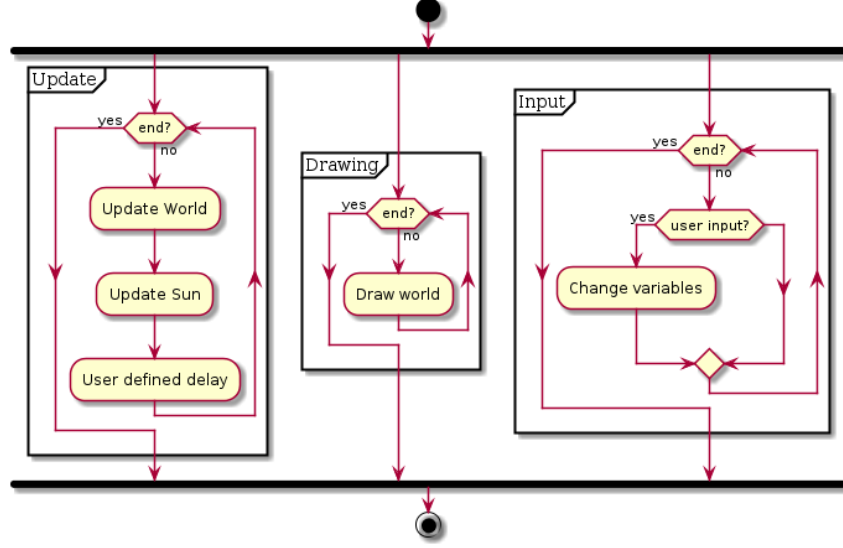 Update
yes
end?
no
Update World
Update Sun
User defined delay
Drawing
yes
end?
no
Draw world
Input
yes
end?
no
yes
user input?
Change variables